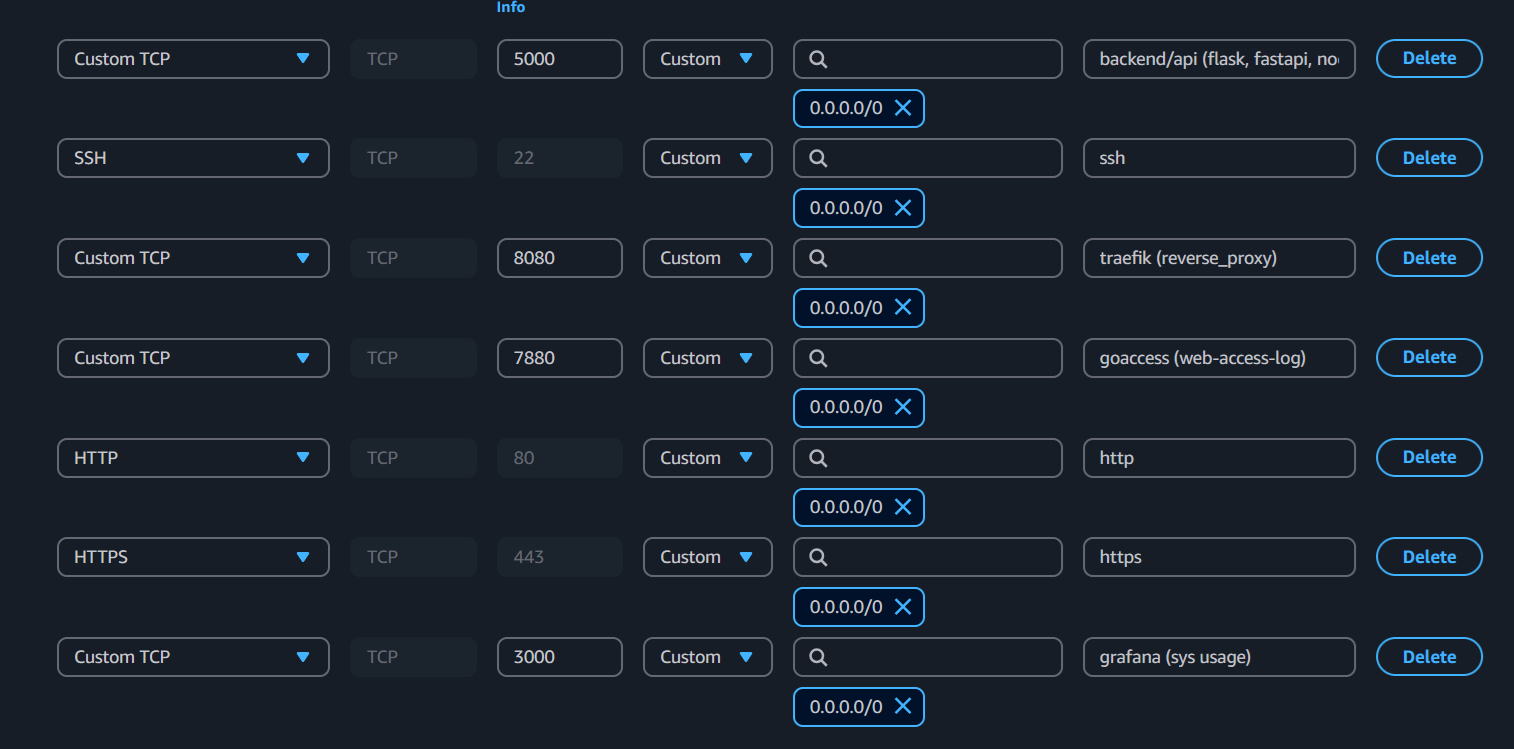 Info
Custom TCP TCP 5000 Custom backend/api (flask, fastapi, no Delete
0.0.0.0/0
SSH TCP 22 Custom ssh Delete
0.0.0.0/0
Custom TCP TCP 8080 Custom traefik (reverse_proxy) Delete
0.0.0.0/0
Custom TCP TCP 7880 Custom goaccess (web-access-log) Delete
0.0.0.0/0
HTTP TCP 80 Custom http Delete
0.0.0.0/0
HTTPS TCP 443 Custom https Delete
0.0.0.0/0
Custom TCP TCP 3000 Custom grafana (sys usage) Delete
0.0.0.0/0